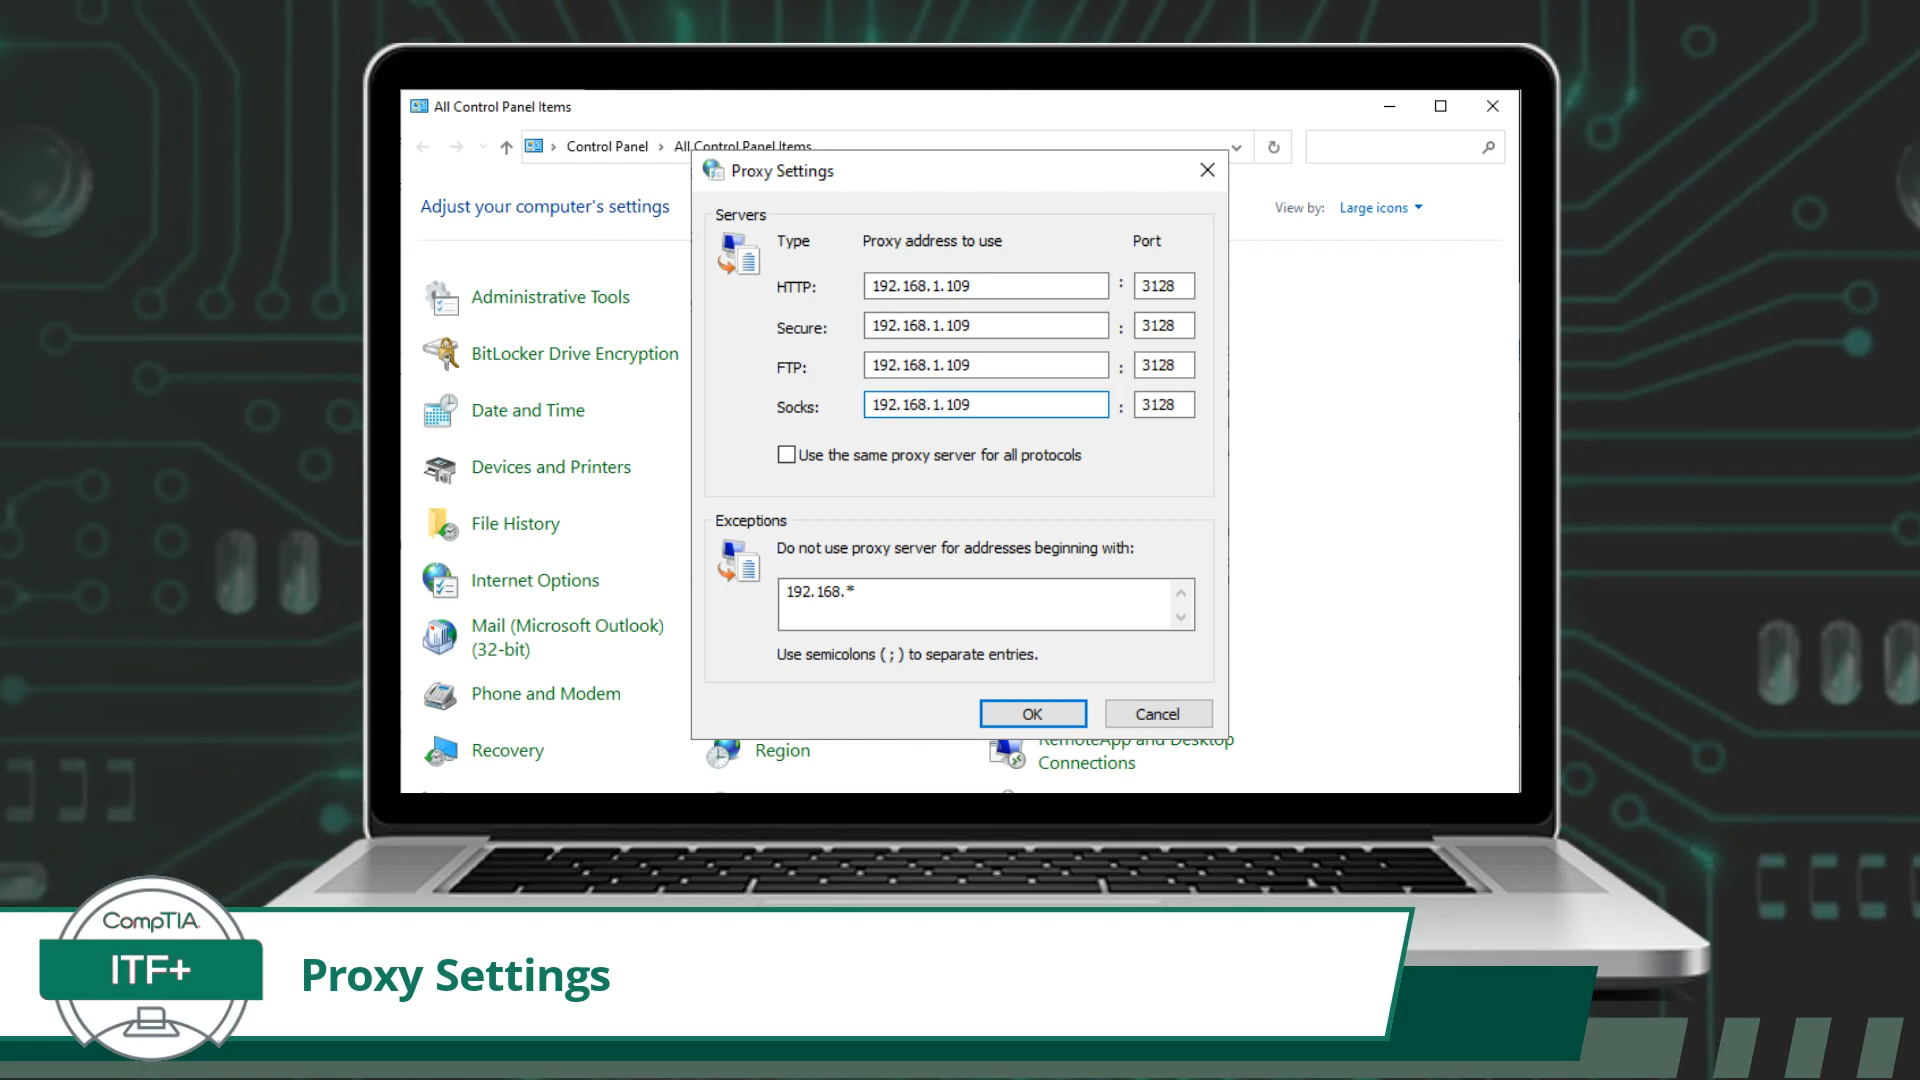 All Control Panel Items
Control Panel
All Control Panel Items
Adjust your computer's settings
View by: Large icons
Administrative Tools
BitLocker Drive Encryption
Date and Time
Devices and Printers
File History
Internet Options
Mail (Microsoft Outlook)
(32-bit)
Phone and Modem
Recovery
Region
RemoteApp and Desktop
Connections
Proxy Settings
Servers
Type Proxy address to use Port
HTTP: 192.168.1.109 : 3128
Secure: 192.168.1.109 : 3128
FTP: 192.168.1.109 : 3128
Socks: 192.168.1.109 : 3128
Use the same proxy server for all protocols
Exceptions
Do not use proxy server for addresses beginning with:
192.168.*
Use semicolons ( ; ) to separate entries.
OK Cancel
CompTIA
ITF+
Proxy Settings